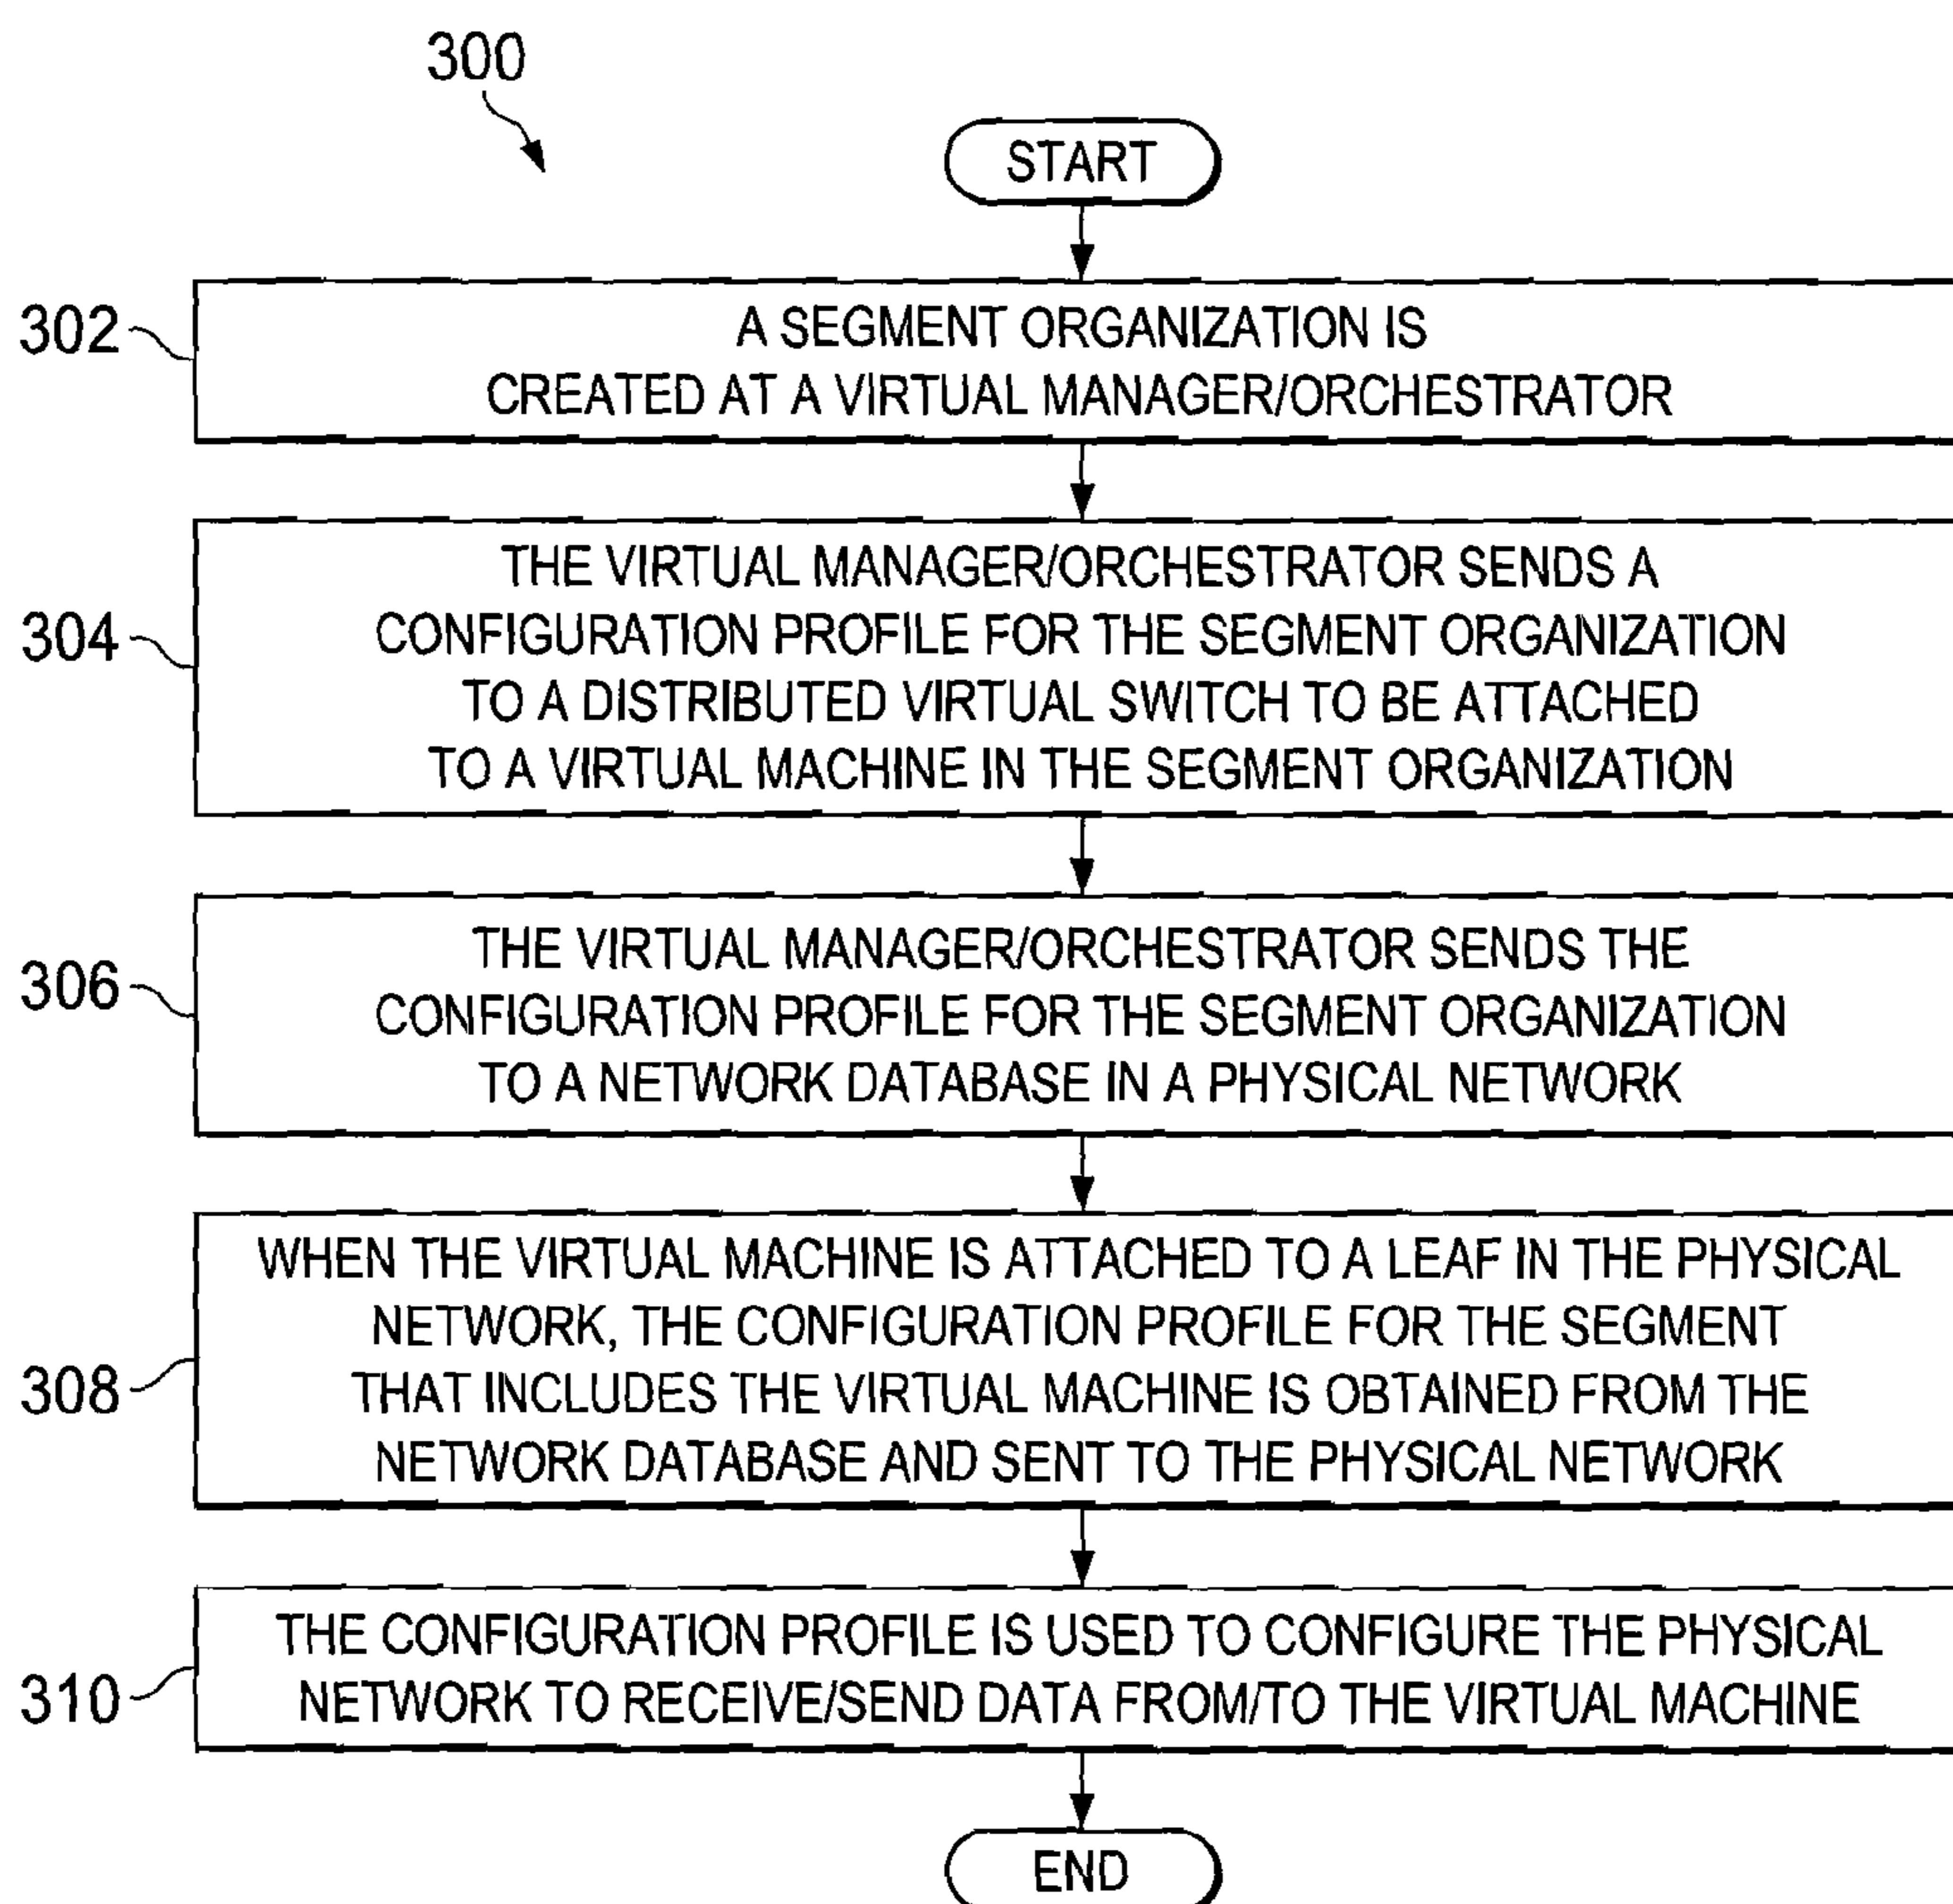 300
START
302
A SEGMENT ORGANIZATION IS
CREATED AT A VIRTUAL MANAGER/ORCHESTRATOR
304
THE VIRTUAL MANAGER/ORCHESTRATOR SENDS A
CONFIGURATION PROFILE FOR THE SEGMENT ORGANIZATION
TO A DISTRIBUTED VIRTUAL SWITCH TO BE ATTACHED
TO A VIRTUAL MACHINE IN THE SEGMENT ORGANIZATION
306
THE VIRTUAL MANAGER/ORCHESTRATOR SENDS THE
CONFIGURATION PROFILE FOR THE SEGMENT ORGANIZATION
TO A NETWORK DATABASE IN A PHYSICAL NETWORK
308
WHEN THE VIRTUAL MACHINE IS ATTACHED TO A LEAF IN THE PHYSICAL
NETWORK, THE CONFIGURATION PROFILE FOR THE SEGMENT
THAT INCLUDES THE VIRTUAL MACHINE IS OBTAINED FROM THE
NETWORK DATABASE AND SENT TO THE PHYSICAL NETWORK
310
THE CONFIGURATION PROFILE IS USED TO CONFIGURE THE PHYSICAL
NETWORK TO RECEIVE/SEND DATA FROM/TO THE VIRTUAL MACHINE
END